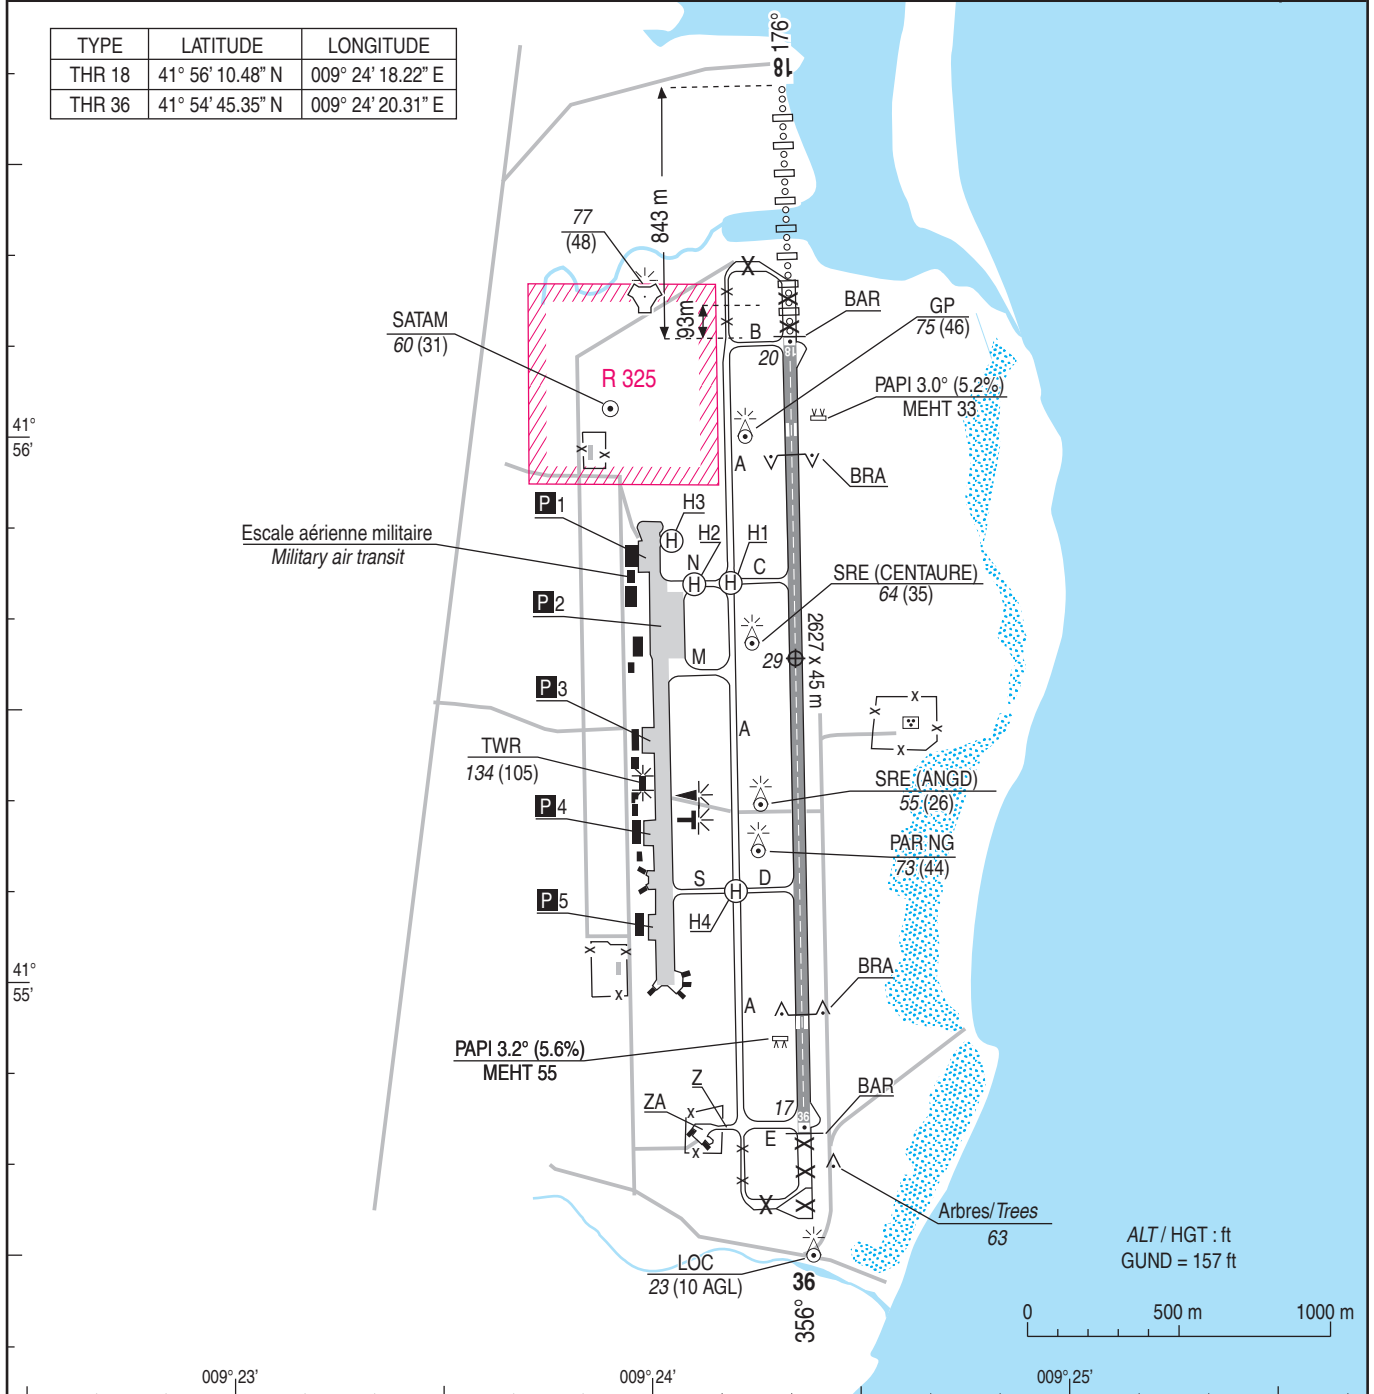 TYPE LATITUDE LONGITUDE
THR 18 41° 56' 10.48" N 009° 24' 18.22" E
THR 36 41° 54' 45.35" N 009° 24' 20.31" E
176°
18
843 m
77
(48)
93m
BAR
GP
75 (46)
SATAM
60 (31)
B
20
18
R 325
PAPI 3.0° (5.2%)
MEHT 33
41°
56'
A
BRA
P 1
H3
Escale aérienne militaire
Military air transit
H2
H1
H
N
C
H
H
SRE (CENTAURE)
64 (35)
P 2
2627 x 45 m
M
29
P 3
A
TWR
134 (105)
SRE (ANGD)
55 (26)
P 4
PAR NG
73 (44)
S
D
H
P 5
H4
41°
55'
BRA
A
PAPI 3.2° (5.6%)
MEHT 55
Z
BAR
ZA
17
36
E
Arbres/Trees
63
ALT / HGT : ft
GUND = 157 ft
LOC
23 (10 AGL)
36
356°
0 500 m 1000 m
009° 23' 009° 24' 009° 25'